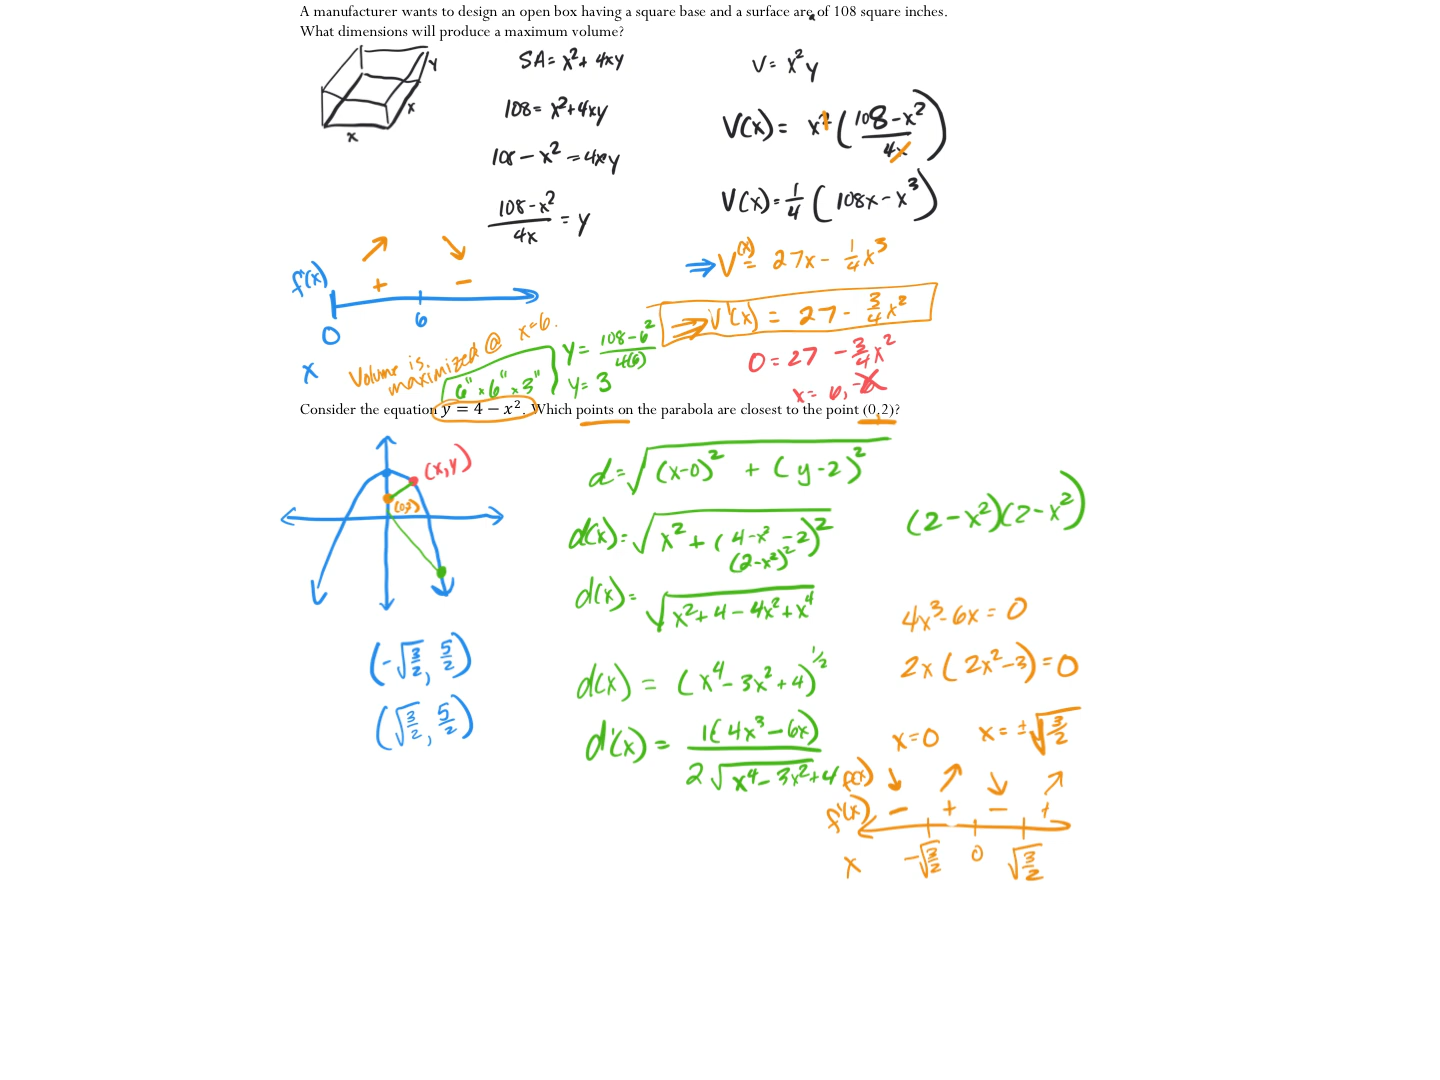 A manufacturer wants to design an open box having a square base and a surface area of 108 square inches.
What dimensions will produce a maximum volume?
y
x
x
SA = x² + 4xy
108 = x² + 4xy
108 − x² = 4xy
(108 − x²)/4x = y
V = x²y
V(x) = x² ((108 − x²)/4x)
V(x) = 1/4 (108x − x³)
⇒ V(x) = 27x − 1/4 x³
⇒ V'(x) = 27 − 3/4 x²
0 = 27 − 3/4 x²
x = 6, −6
f'(x)
↗ ↘
+ −
0 6
x
Volume is maximized @ x = 6.
y = (108 − 6²)/4(6)
y = 3
6" × 6" × 3"
Consider the equation y = 4 − x². Which points on the parabola are closest to the point (0,2)?
(x,y)
(0,2)
(−√(3/2), 5/2)
(√(3/2), 5/2)
d = √((x−0)² + (y−2)²)
d(x) = √(x² + (4−x² −2)²)
(2−x²)²
d(x) = √(x² + 4 − 4x² + x⁴)
d(x) = (x⁴ − 3x² + 4)^½
d'(x) = 1(4x³ − 6x) / 2√(x⁴ − 3x² + 4)
(2−x²)(2−x²)
4x³ − 6x = 0
2x(2x² − 3) = 0
x = 0 x = ±√(3/2)
f(x) ↘ ↗ ↘ ↗
f'(x) − + − +
x −√(3/2) 0 √(3/2)